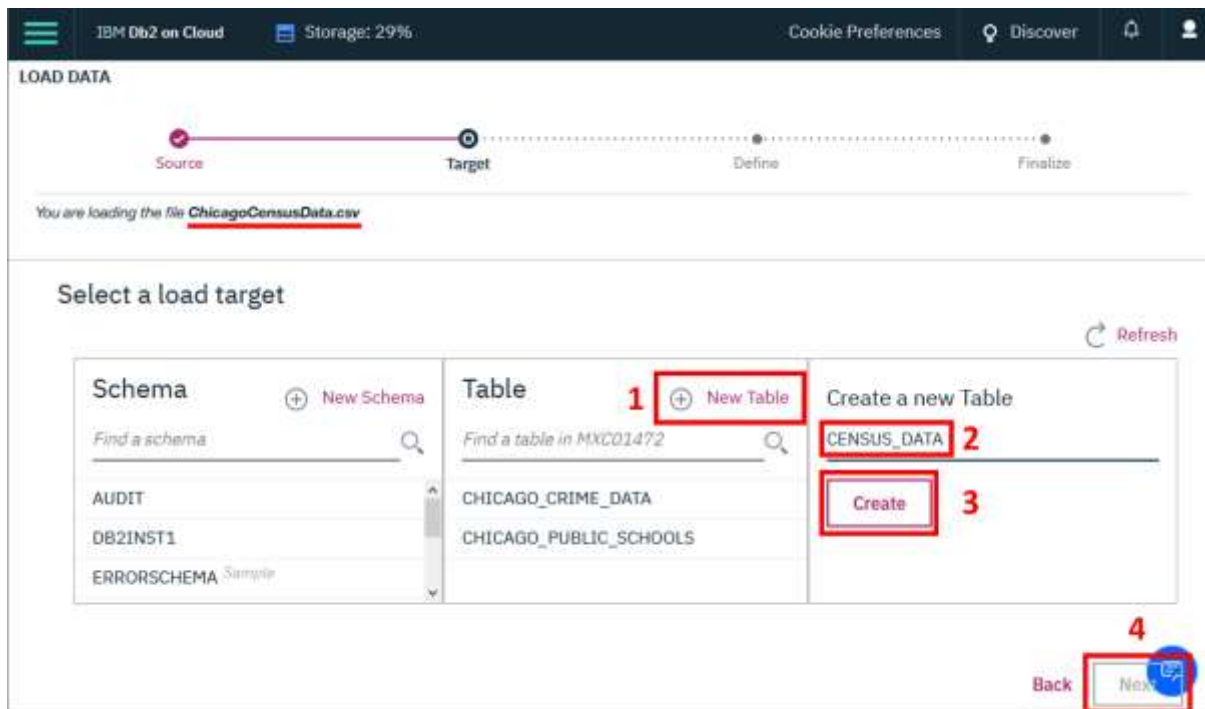 IBM Db2 on Cloud Storage: 29% Cookie Preferences Discover
LOAD DATA
Source Target Define Finalize
You are loading the file ChicagoCensusData.csv
Select a load target
Refresh
Schema New Schema
Find a schema
AUDIT
DB2INST1
ERRORSCHEMA Sample
Table 1 New Table
Find a table in MXC01472
CHICAGO_CRIME_DATA
CHICAGO_PUBLIC_SCHOOLS
Create a new Table
CENSUS_DATA 2
Create 3
4
Back Next